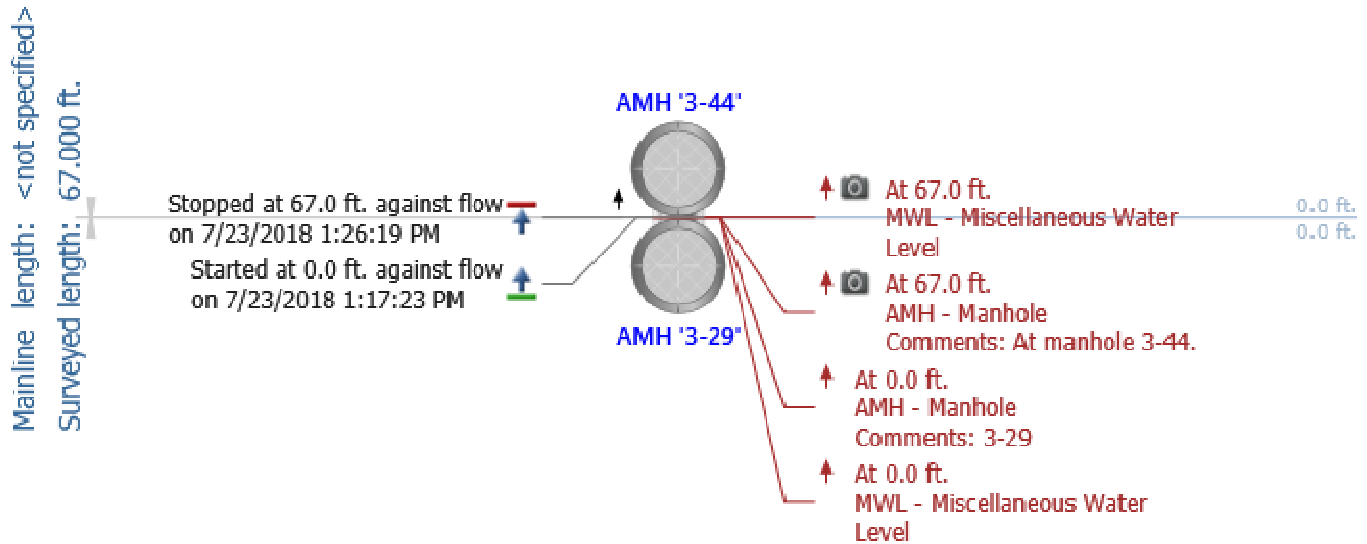 Mainline length: <not specified>
Surveyed length: 67.000 ft.
AMH '3-44'
Stopped at 67.0 ft. against flow
on 7/23/2018 1:26:19 PM
Started at 0.0 ft. against flow
on 7/23/2018 1:17:23 PM
AMH '3-29'
At 67.0 ft.
MWL - Miscellaneous Water
Level
At 67.0 ft.
AMH - Manhole
Comments: At manhole 3-44.
At 0.0 ft.
AMH - Manhole
Comments: 3-29
At 0.0 ft.
MWL - Miscellaneous Water
Level
0.0 ft.
0.0 ft.